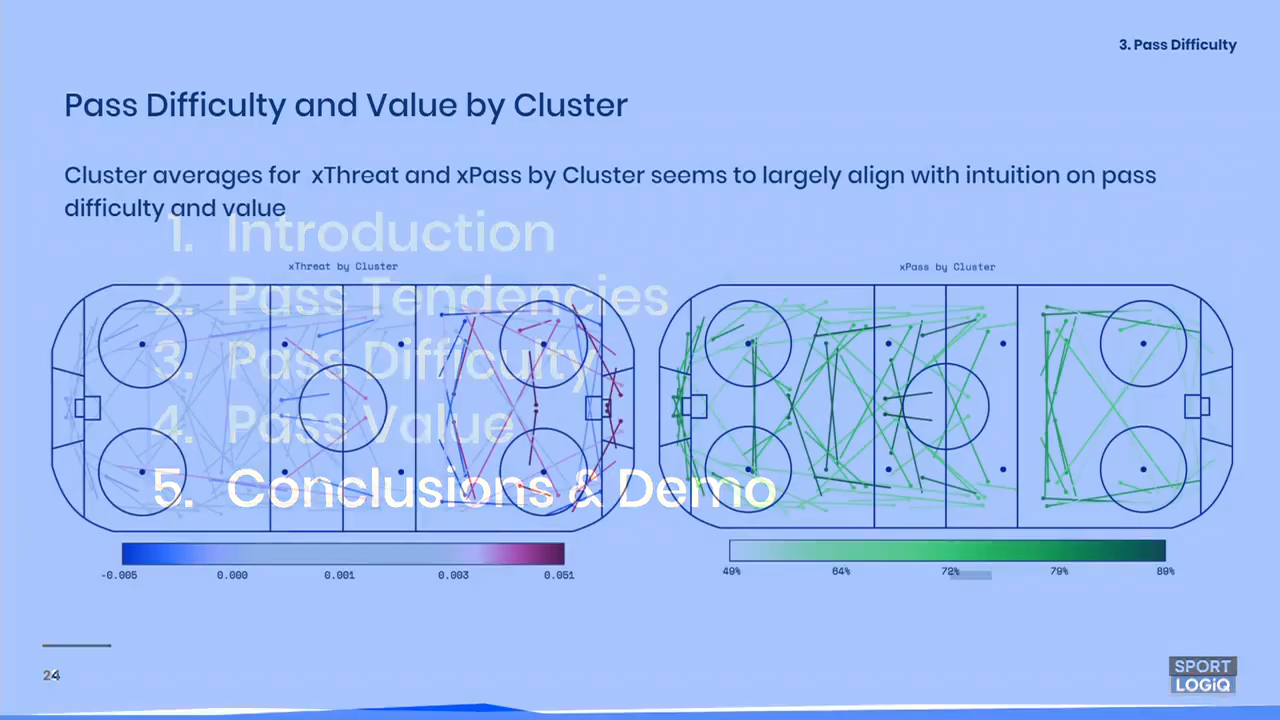 3. Pass Difficulty
Pass Difficulty and Value by Cluster
Cluster averages for xThreat and xPass by Cluster seems to largely align with intuition on pass
difficulty and value
1. Introduction
2. Pass Tendencies
3. Pass Difficulty
4. Pass Value
5. Conclusions & Demo
xThreat by Cluster
xPass by Cluster
-0.005 0.000 0.001 0.003 0.051
49% 64% 72% 79% 89%
24
SPORT
LOGiQ